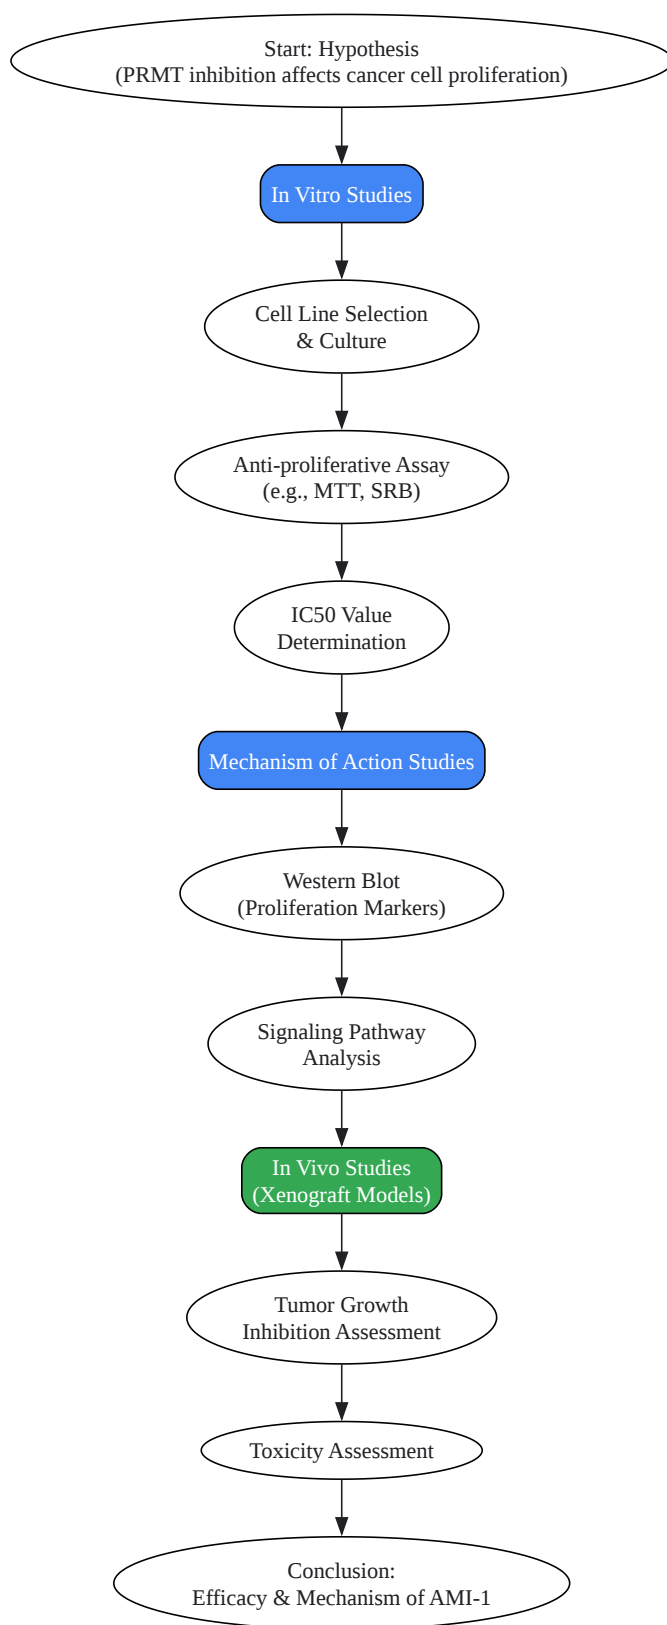 Start: Hypothesis
(PRMT inhibition affects cancer cell proliferation)
In Vitro Studies
Cell Line Selection
& Culture
Anti-proliferative Assay
(e.g., MTT, SRB)
IC50 Value
Determination
Mechanism of Action Studies
Western Blot
(Proliferation Markers)
Signaling Pathway
Analysis
In Vivo Studies
(Xenograft Models)
Tumor Growth
Inhibition Assessment
Toxicity Assessment
Conclusion:
Efficacy & Mechanism of AMI-1